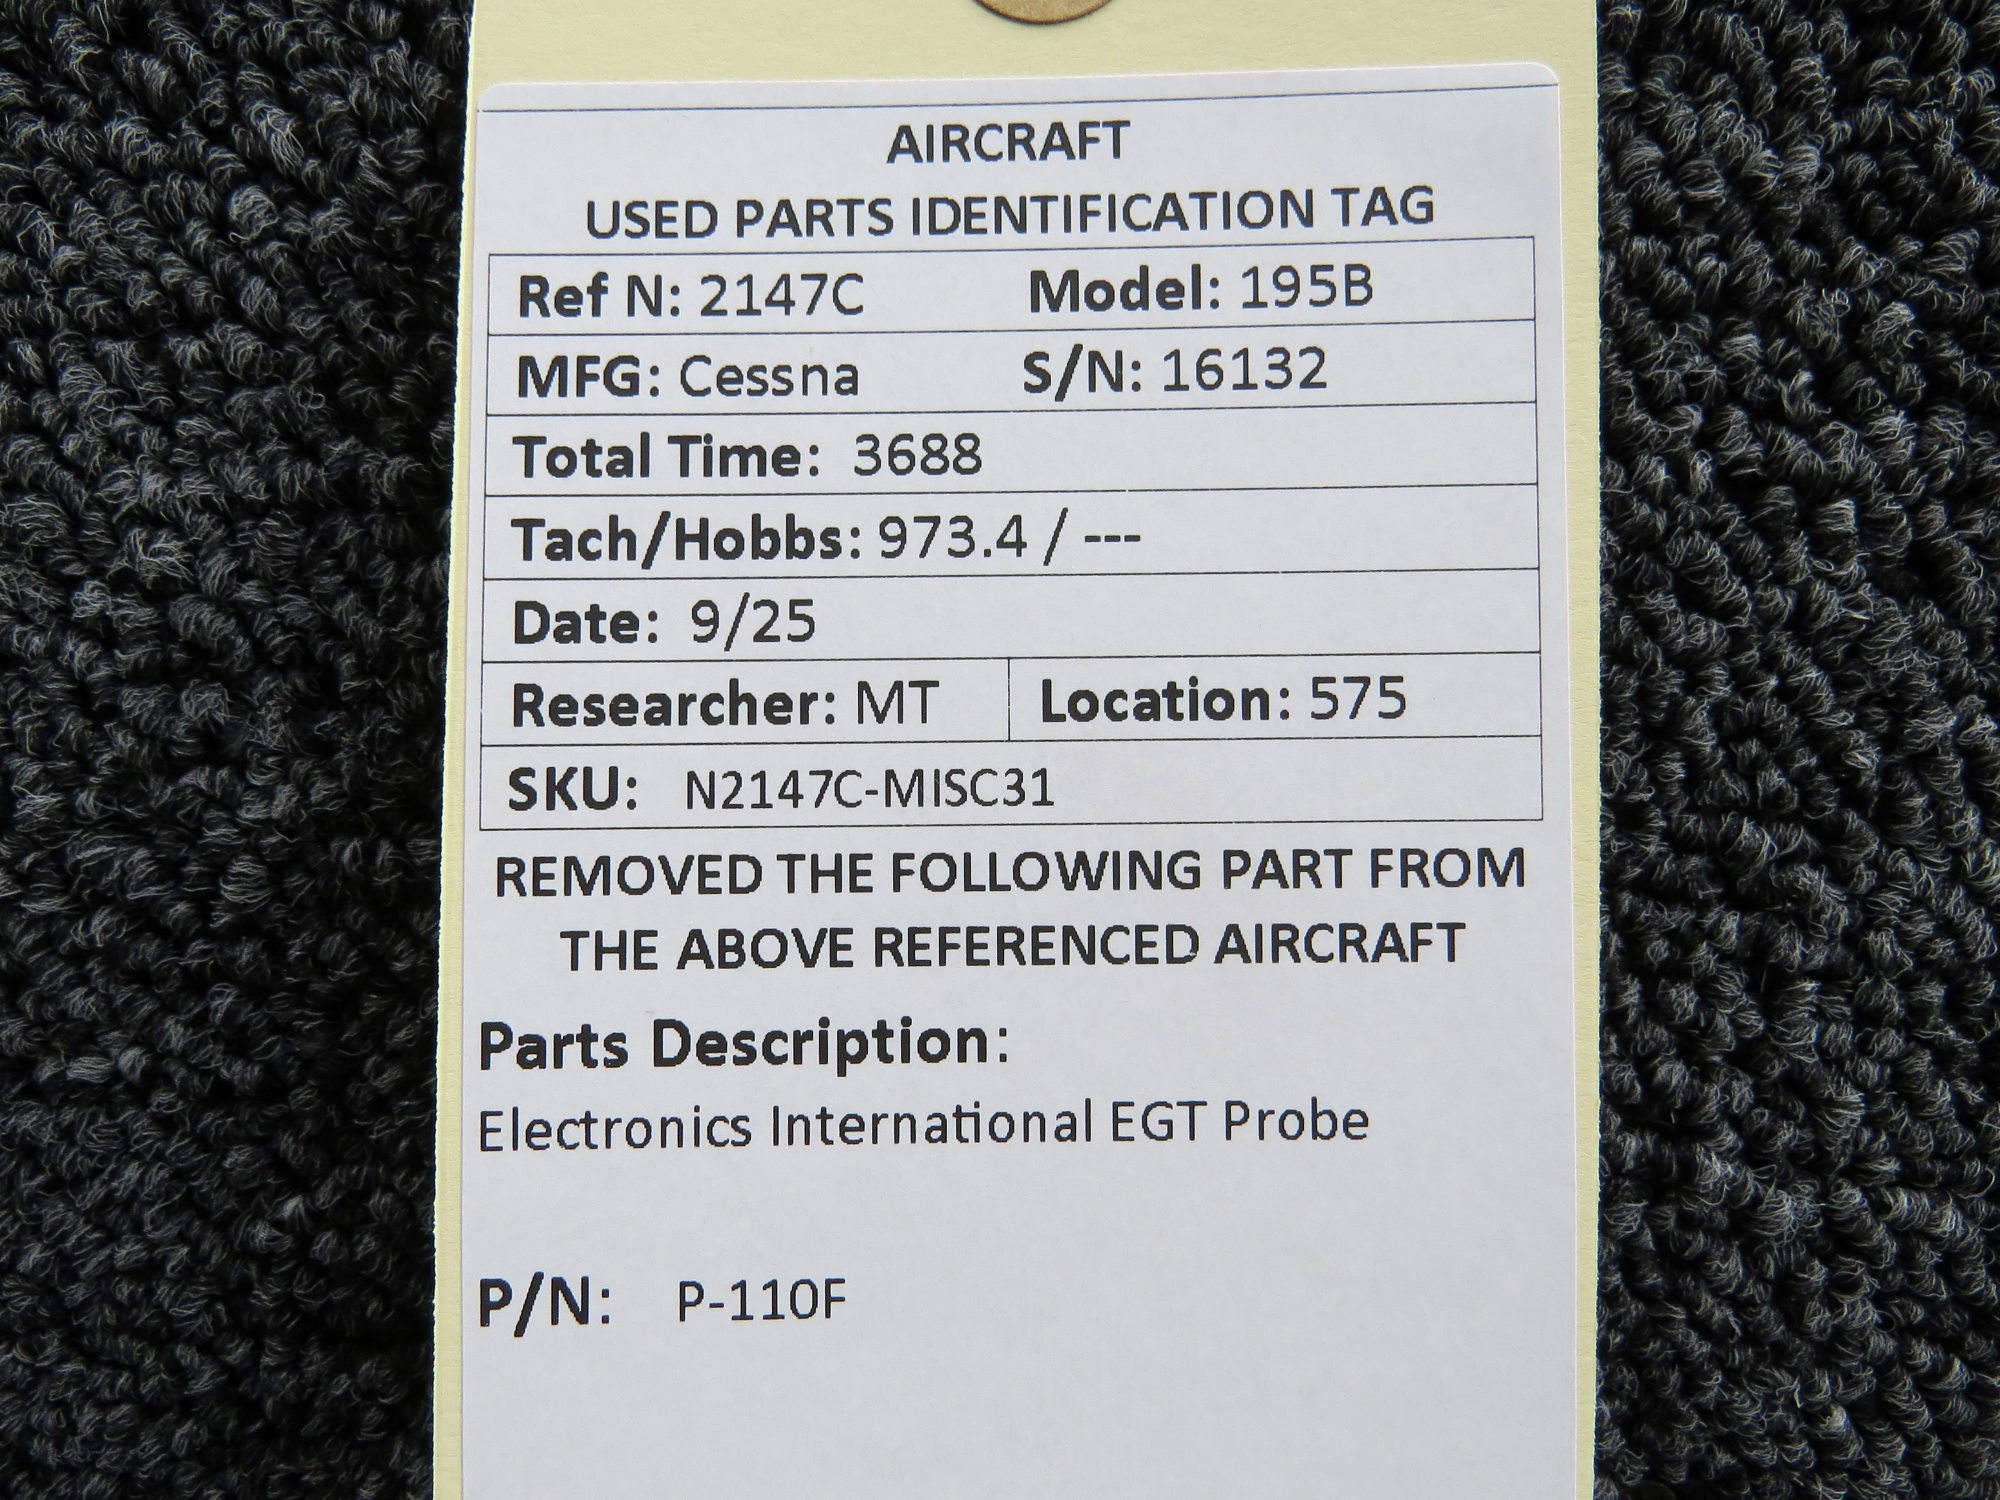 AIRCRAFT
USED PARTS IDENTIFICATION TAG
Ref N: 2147C Model: 195B
MFG: Cessna S/N: 16132
Total Time: 3688
Tach/Hobbs: 973.4 / ---
Date: 9/25
Researcher: MT Location: 575
SKU: N2147C-MISC31
REMOVED THE FOLLOWING PART FROM
THE ABOVE REFERENCED AIRCRAFT
Parts Description:
Electronics International EGT Probe
P/N: P-110F